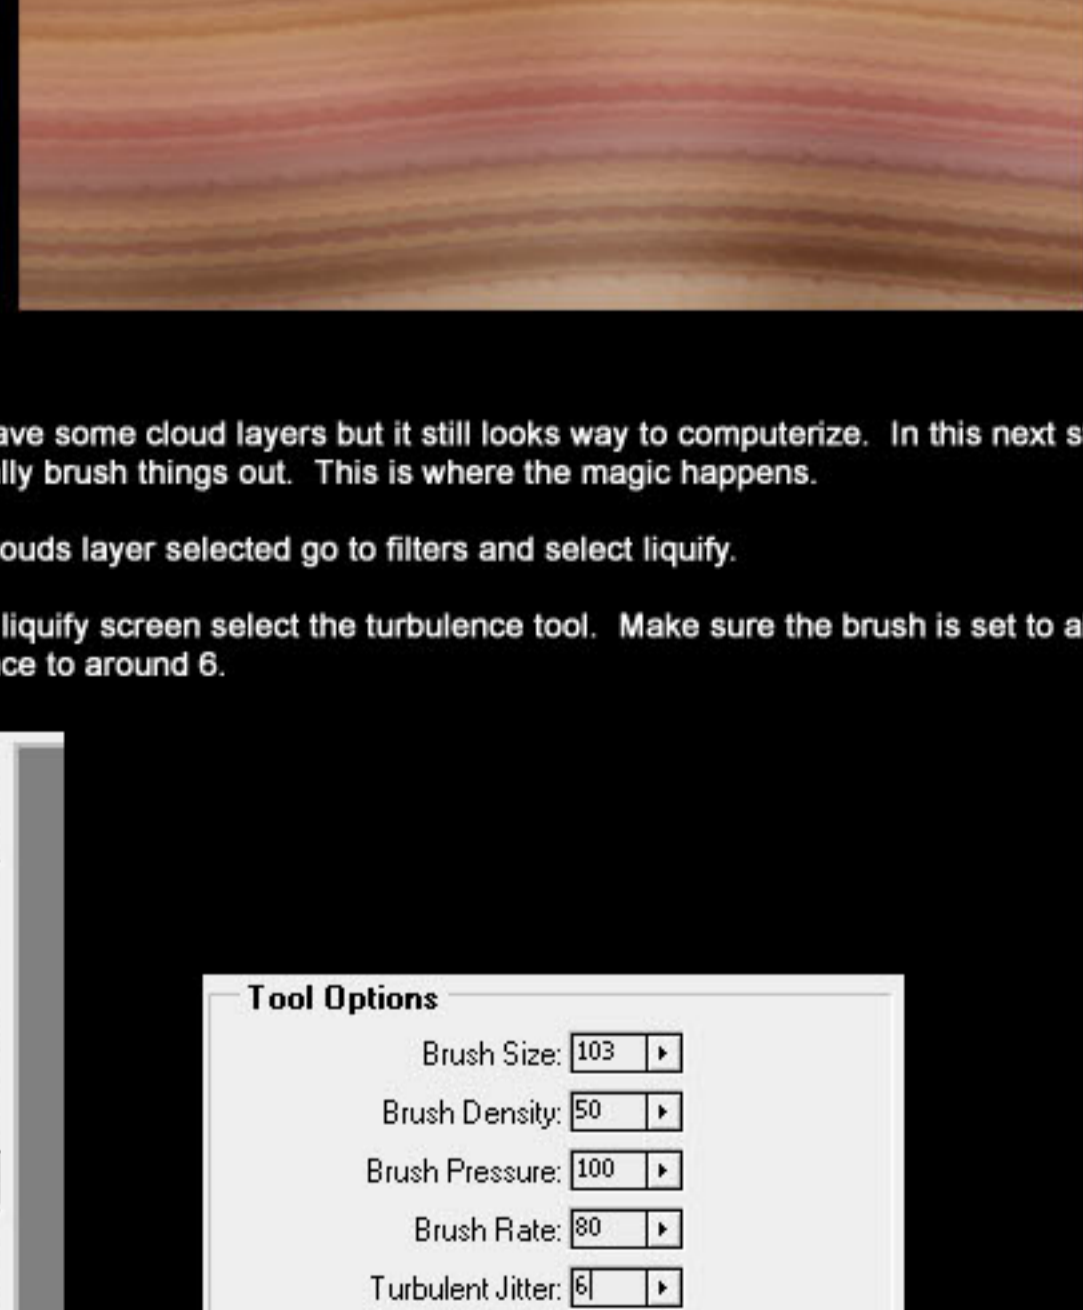 ave some cloud layers but it still looks way to computerize. In this next s
lly brush things out. This is where the magic happens.
ouds layer selected go to filters and select liquify.
liquify screen select the turbulence tool. Make sure the brush is set to a
ce to around 6.
Tool Options
Brush Size: 103
Brush Density: 50
Brush Pressure: 100
Brush Rate: 80
Turbulent Jitter: 6